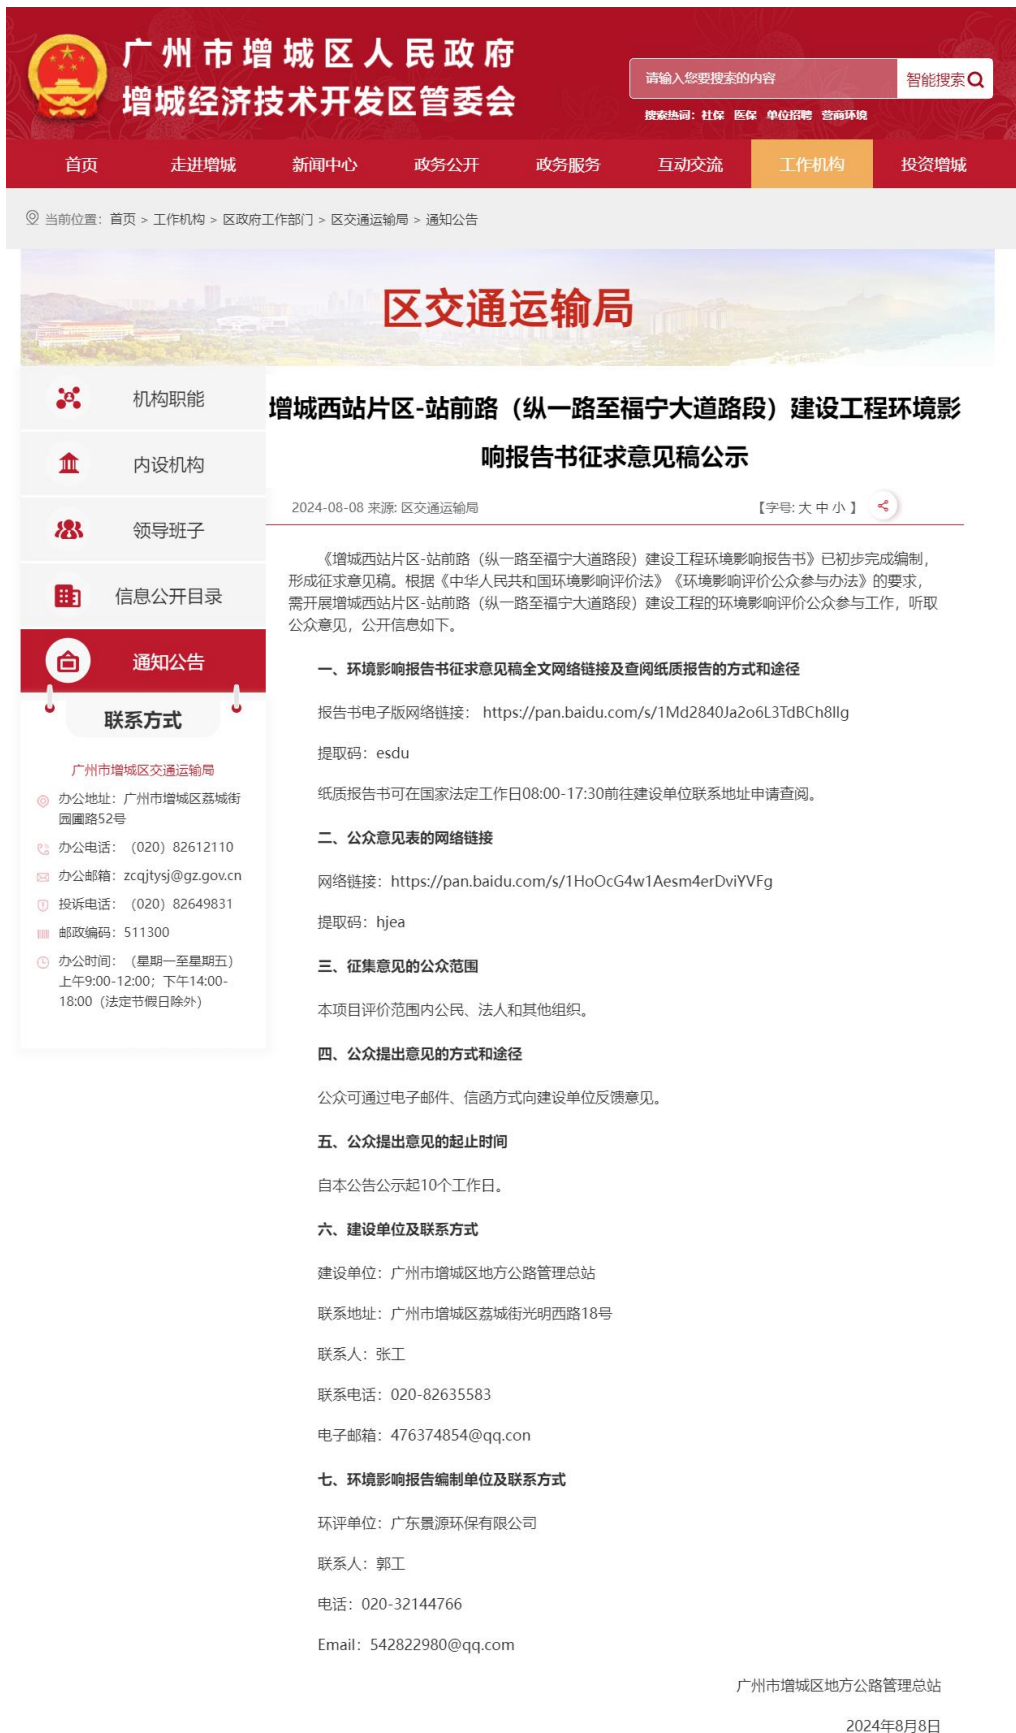 广州市增城区人民政府
增城经济技术开发区管委会
请输入您要搜索的内容
智能搜索
搜索热词：社保 医保 单位招聘 营商环境
首页 走进增城 新闻中心 政务公开 政务服务 互动交流 工作机构 投资增城
当前位置：首页 > 工作机构 > 区政府工作部门 > 区交通运输局 > 通知公告
区交通运输局
机构职能
内设机构
领导班子
信息公开目录
通知公告
联系方式
广州市增城区交通运输局
办公地址：广州市增城区荔城街
园圃路52号
办公电话：（020）82612110
办公邮箱：zcqjtysj@gz.gov.cn
投诉电话：（020）82649831
邮政编码：511300
办公时间：（星期一至星期五）
上午9:00-12:00；下午14:00-
18:00（法定节假日除外）
增城西站片区-站前路（纵一路至福宁大道路段）建设工程环境影
响报告书征求意见稿公示
2024-08-08 来源: 区交通运输局
【字号: 大 中 小 】
《增城西站片区-站前路（纵一路至福宁大道路段）建设工程环境影响报告书》已初步完成编制，
形成征求意见稿。根据《中华人民共和国环境影响评价法》《环境影响评价公众参与办法》的要求，
需开展增城西站片区-站前路（纵一路至福宁大道路段）建设工程的环境影响评价公众参与工作，听取
公众意见，公开信息如下。
一、环境影响报告书征求意见稿全文网络链接及查阅纸质报告的方式和途径
报告书电子版网络链接： https://pan.baidu.com/s/1Md2840Ja2o6L3TdBCh8llg
提取码：esdu
纸质报告书可在国家法定工作日08:00-17:30前往建设单位联系地址申请查阅。
二、公众意见表的网络链接
网络链接：https://pan.baidu.com/s/1HoOcG4w1Aesm4erDviYVFg
提取码：hjea
三、征集意见的公众范围
本项目评价范围内公民、法人和其他组织。
四、公众提出意见的方式和途径
公众可通过电子邮件、信函方式向建设单位反馈意见。
五、公众提出意见的起止时间
自本公告公示起10个工作日。
六、建设单位及联系方式
建设单位：广州市增城区地方公路管理总站
联系地址：广州市增城区荔城街光明西路18号
联系人：张工
联系电话：020-82635583
电子邮箱：476374854@qq.con
七、环境影响报告编制单位及联系方式
环评单位：广东景源环保有限公司
联系人：郭工
电话：020-32144766
Email：542822980@qq.com
广州市增城区地方公路管理总站
2024年8月8日